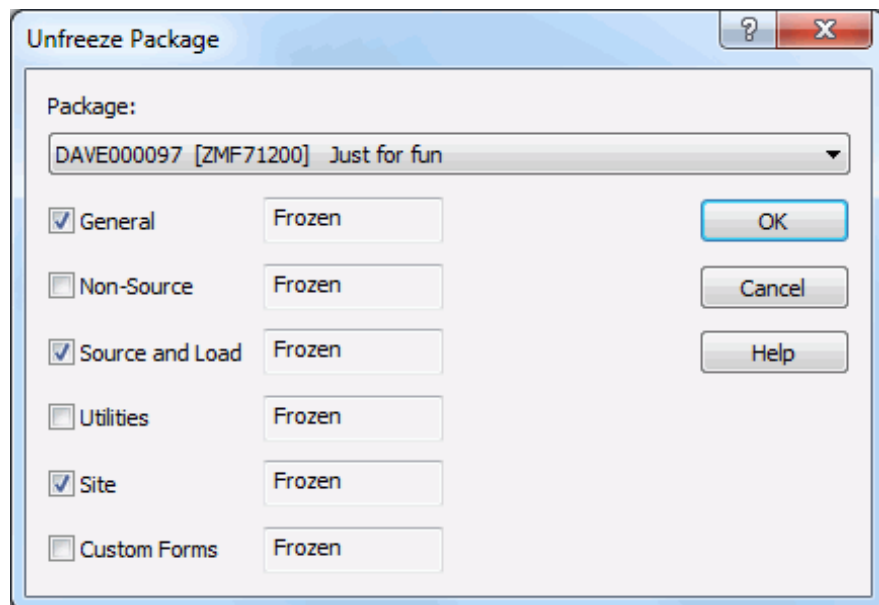 Unfreeze Package
Package:
DAVE000097 [ZMF71200] Just for fun
General Frozen OK
Non-Source Frozen Cancel
Source and Load Frozen Help
Utilities Frozen
Site Frozen
Custom Forms Frozen